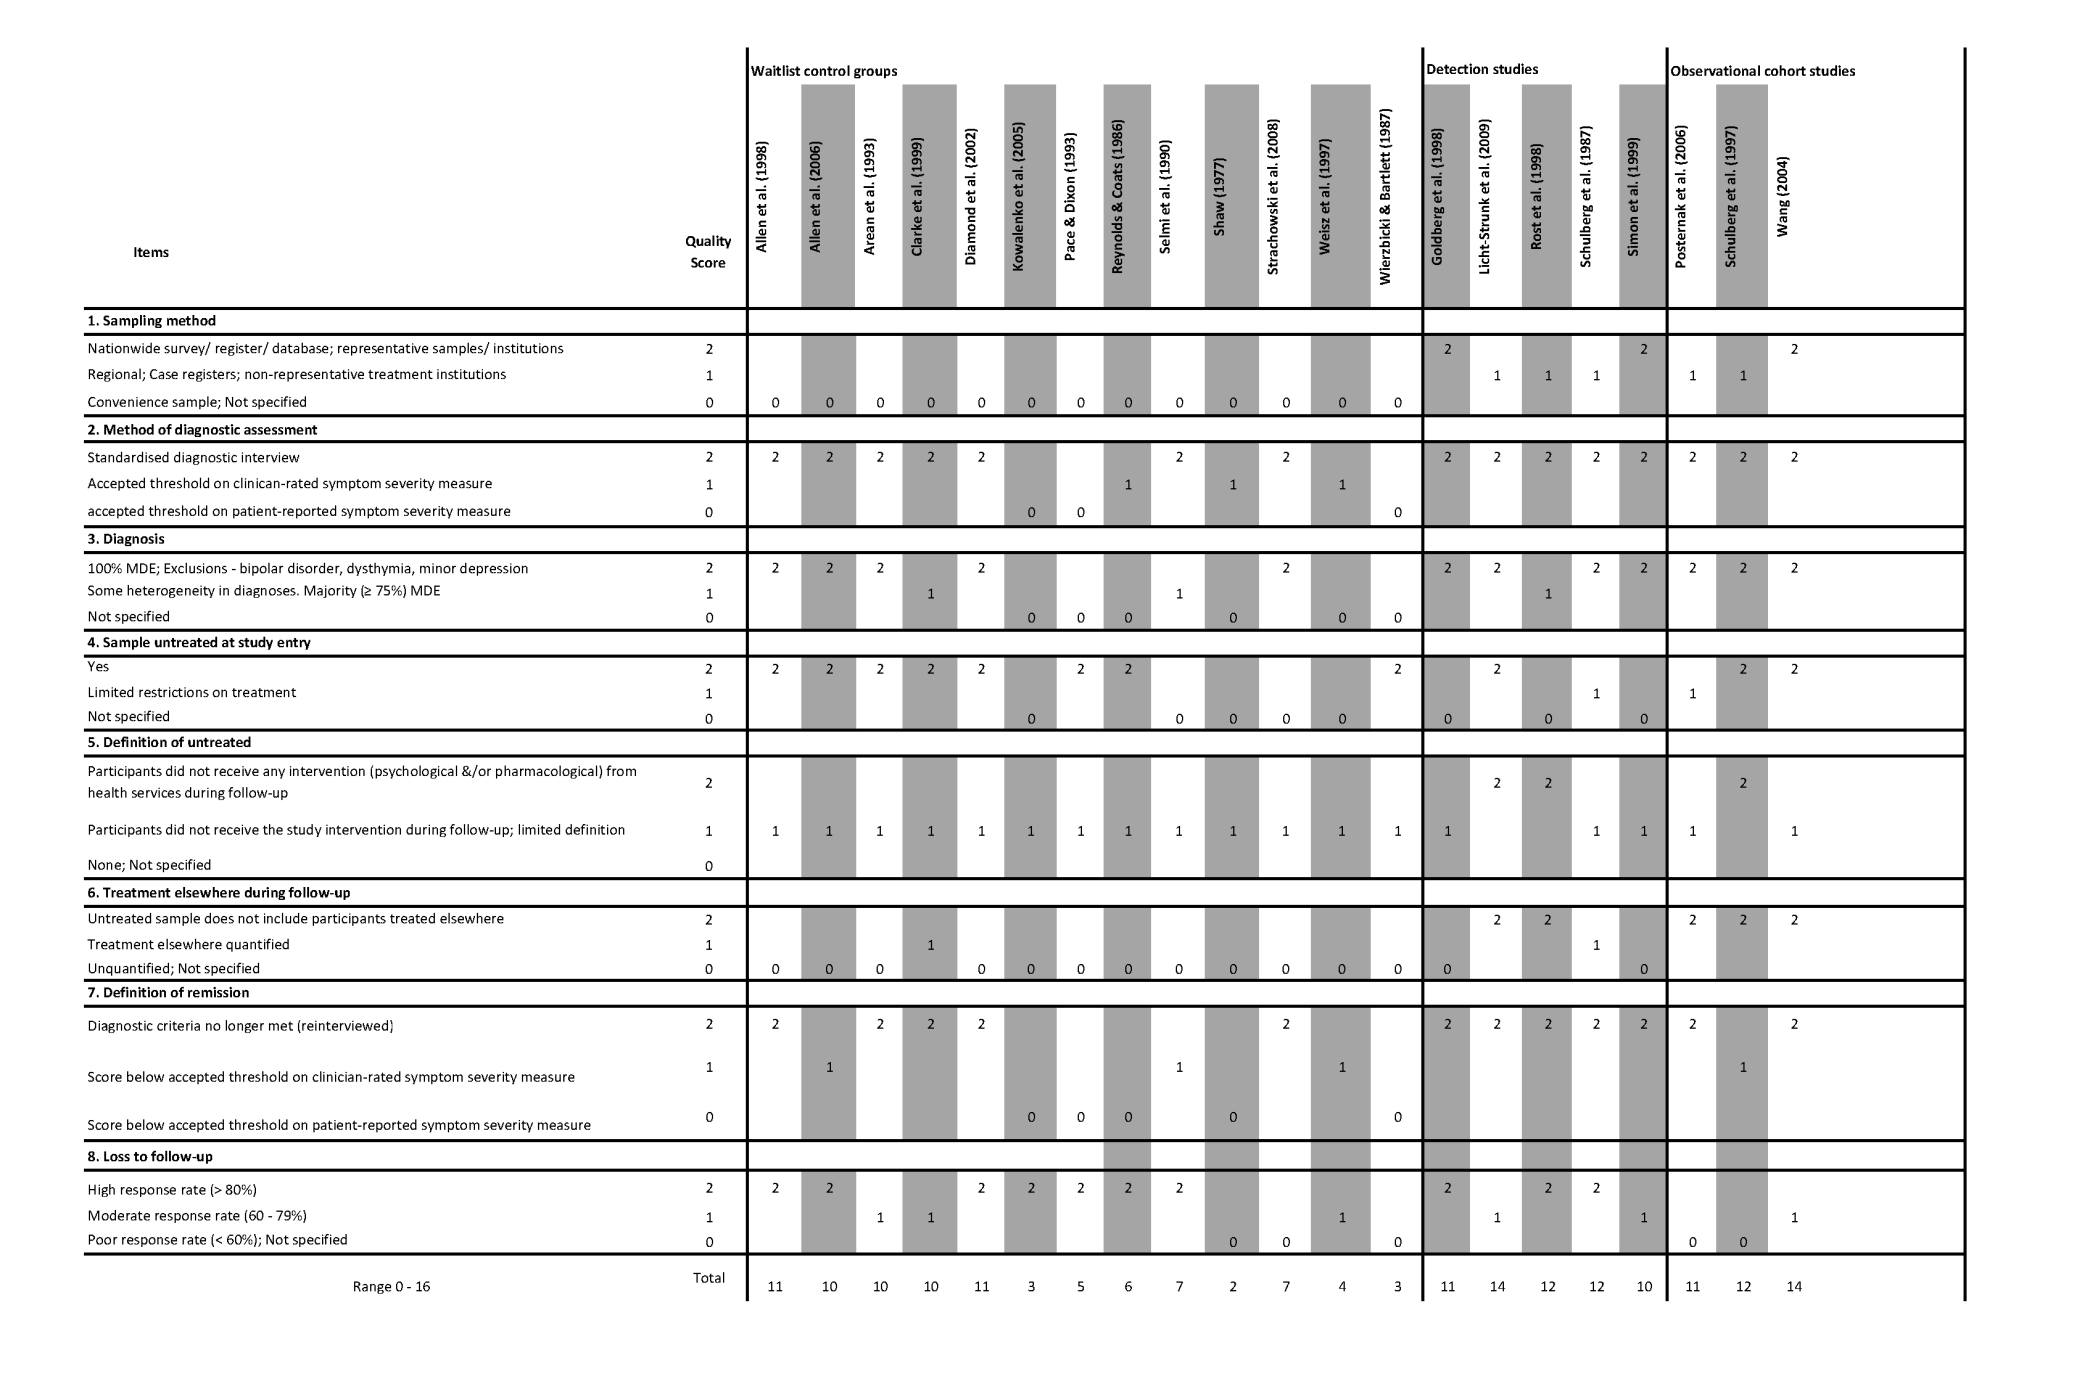 Waitlist control groups Detection studies Observational cohort studies
Items Quality Score Allen et al. (1998) Allen et al. (2006) Arean et al. (1993) Clarke et al. (1999) Diamond et al. (2002) Kowalenko et al. (2005) Pace & Dixon (1993) Reynolds & Coats (1986) Selmi et al. (1990) Shaw (1977) Strachowski et al. (2008) Weisz et al. (1997) Wierzbicki & Bartlett (1987) Goldberg et al. (1998) Licht-Strunk et al. (2009) Rost et al. (1998) Schulberg et al. (1987) Simon et al. (1999) Posternak et al. (2006) Schulberg et al. (1997) Wang (2004)
1. Sampling method
Nationwide survey/ register/ database; representative samples/ institutions 2 2 2 2
Regional; Case registers; non-representative treatment institutions 1 1 1 1 1 1
Convenience sample; Not specified 0 0 0 0 0 0 0 0 0 0 0 0 0 0
2. Method of diagnostic assessment
Standardised diagnostic interview 2 2 2 2 2 2 2 2 2 2 2 2 2 2 2 2
Accepted threshold on clinican-rated symptom severity measure 1 1 1 1
accepted threshold on patient-reported symptom severity measure 0 0 0 0
3. Diagnosis
100% MDE; Exclusions - bipolar disorder, dysthymia, minor depression 2 2 2 2 2 2 2 2 2 2 2 2 2
Some heterogeneity in diagnoses. Majority (≥ 75%) MDE 1 1 1 1
Not specified 0 0 0 0 0 0 0
4. Sample untreated at study entry
Yes 2 2 2 2 2 2 2 2 2 2 2 2
Limited restrictions on treatment 1 1 1
Not specified 0 0 0 0 0 0 0 0 0
5. Definition of untreated
Participants did not receive any intervention (psychological &/or pharmacological) from
health services during follow-up 2 2 2 2
Participants did not receive the study intervention during follow-up; limited definition 1 1 1 1 1 1 1 1 1 1 1 1 1 1 1 1 1 1 1
None; Not specified 0
6. Treatment elsewhere during follow-up
Untreated sample does not include participants treated elsewhere 2 2 2 2 2 2
Treatment elsewhere quantified 1 1 1
Unquantified; Not specified 0 0 0 0 0 0 0 0 0 0 0 0 0 0 0
7. Definition of remission
Diagnostic criteria no longer met (reinterviewed) 2 2 2 2 2 2 2 2 2 2 2 2 2
Score below accepted threshold on clinician-rated symptom severity measure 1 1 1 1 1
Score below accepted threshold on patient-reported symptom severity measure 0 0 0 0 0 0
8. Loss to follow-up
High response rate (> 80%) 2 2 2 2 2 2 2 2 2 2 2
Moderate response rate (60 - 79%) 1 1 1 1 1 1 1
Poor response rate (< 60%); Not specified 0 0 0 0 0 0
Range 0 - 16 Total 11 10 10 10 11 3 5 6 7 2 7 4 3 11 14 12 12 10 11 12 14